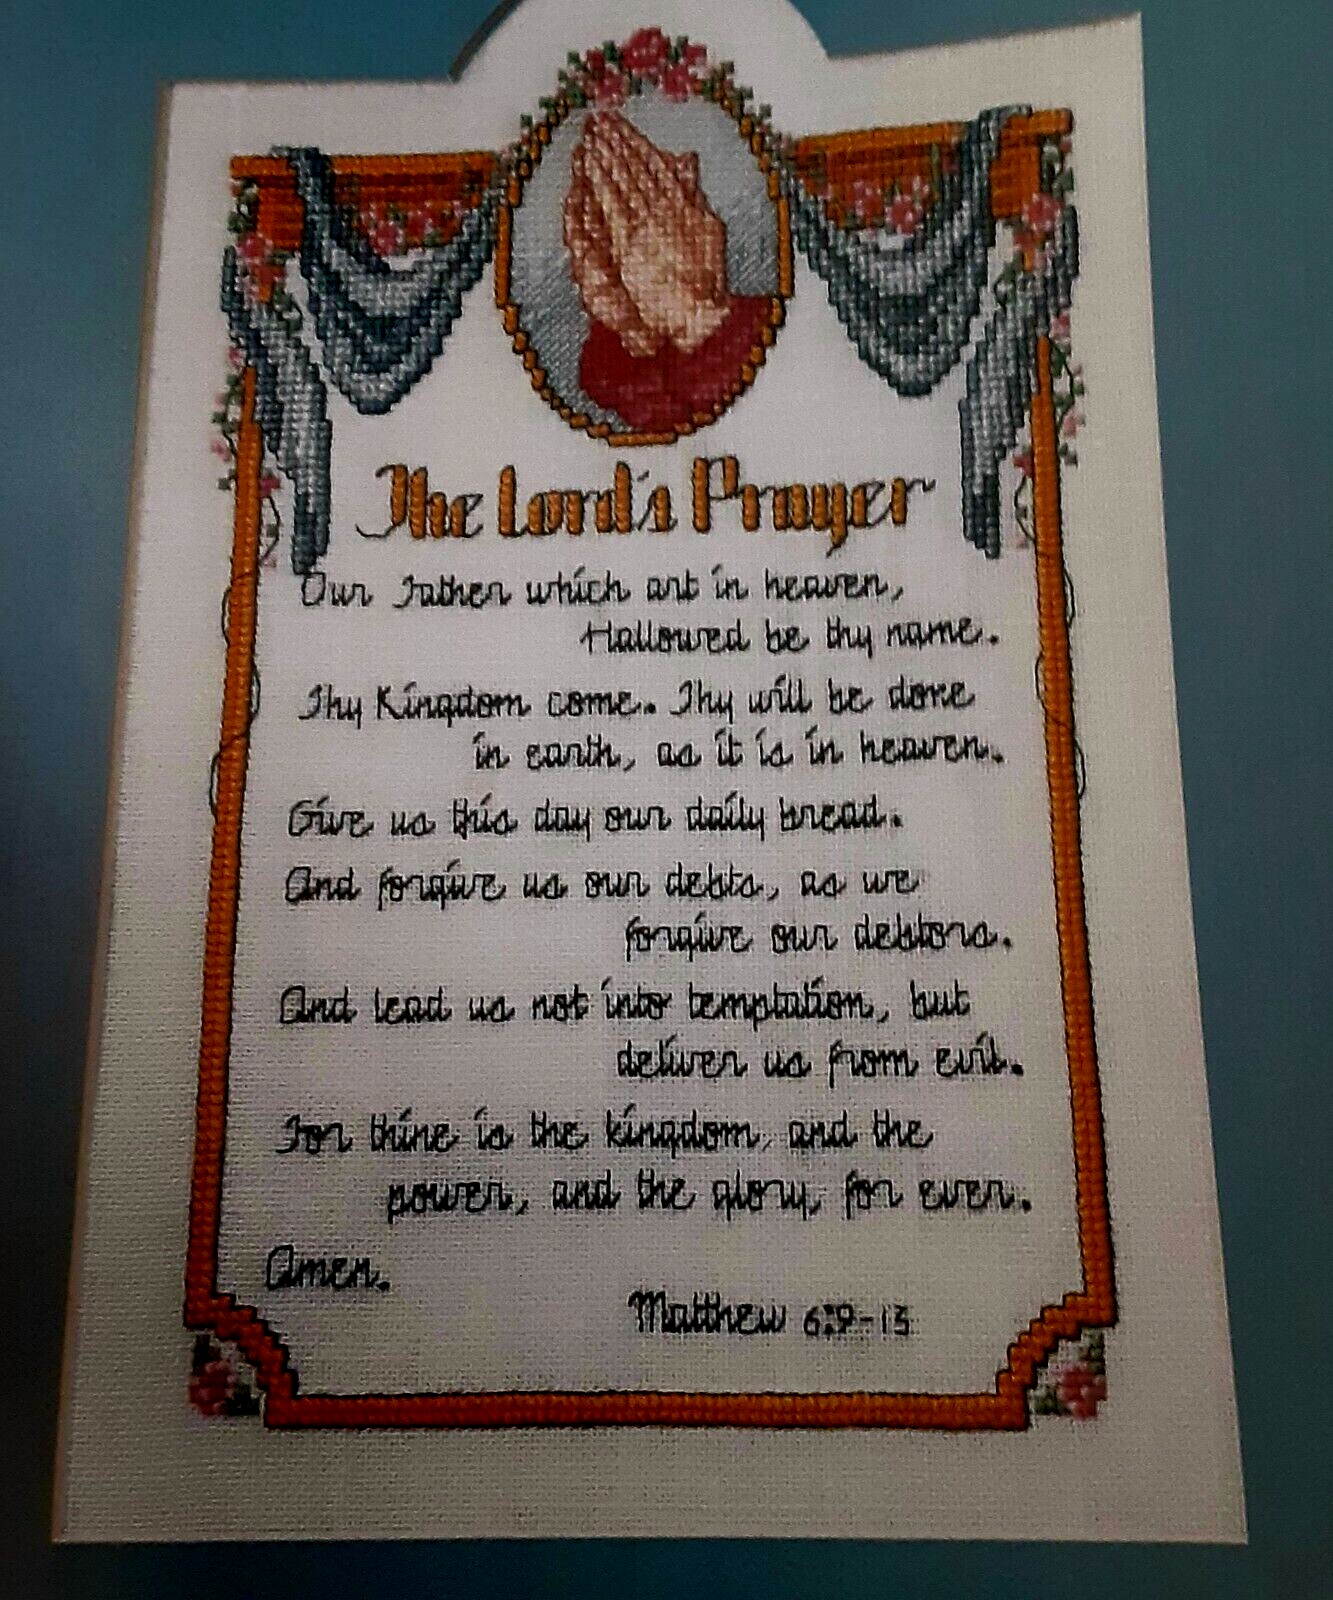 The Lord's Prayer
Our Father which art in heaven,
Hallowed be thy name.
Thy Kingdom come. Thy will be done
in earth, as it is in heaven.
Give us this day our daily bread.
And forgive us our debts, as we
forgive our debtors.
And lead us not into temptation, but
deliver us from evil.
For thine is the kingdom, and the
power, and the glory, for ever.
Amen.
Matthew 6:9-13